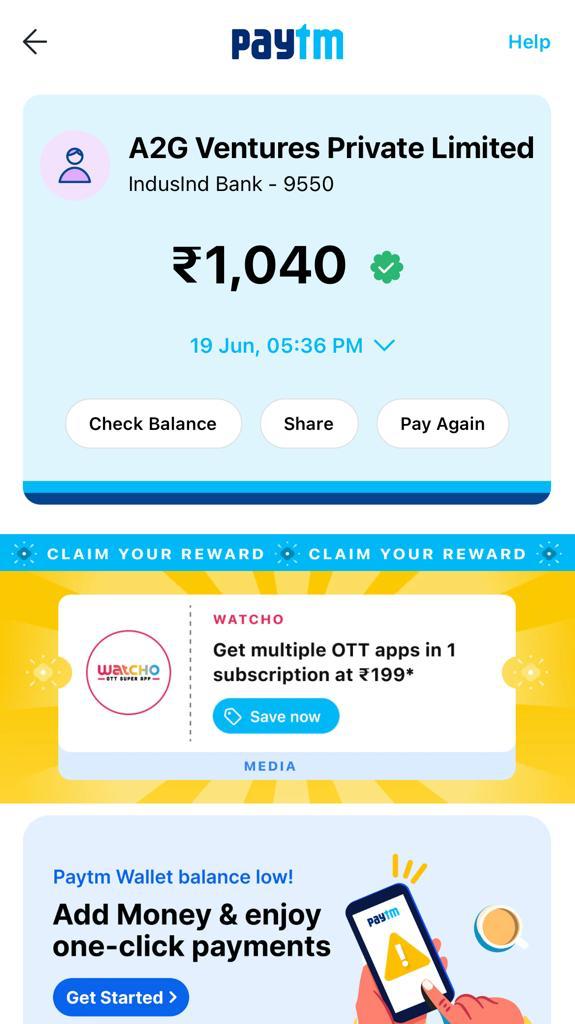 paytm
Help
A2G Ventures Private Limited
IndusInd Bank - 9550
₹1,040
19 Jun, 05:36 PM
Check Balance
Share
Pay Again
CLAIM YOUR REWARD CLAIM YOUR REWARD
WATCHO
Get multiple OTT apps in 1
subscription at ₹199*
WATCHO
OTT SUPER APP
Save now
MEDIA
Paytm Wallet balance low!
Add Money & enjoy
one-click payments
paytm
Get Started